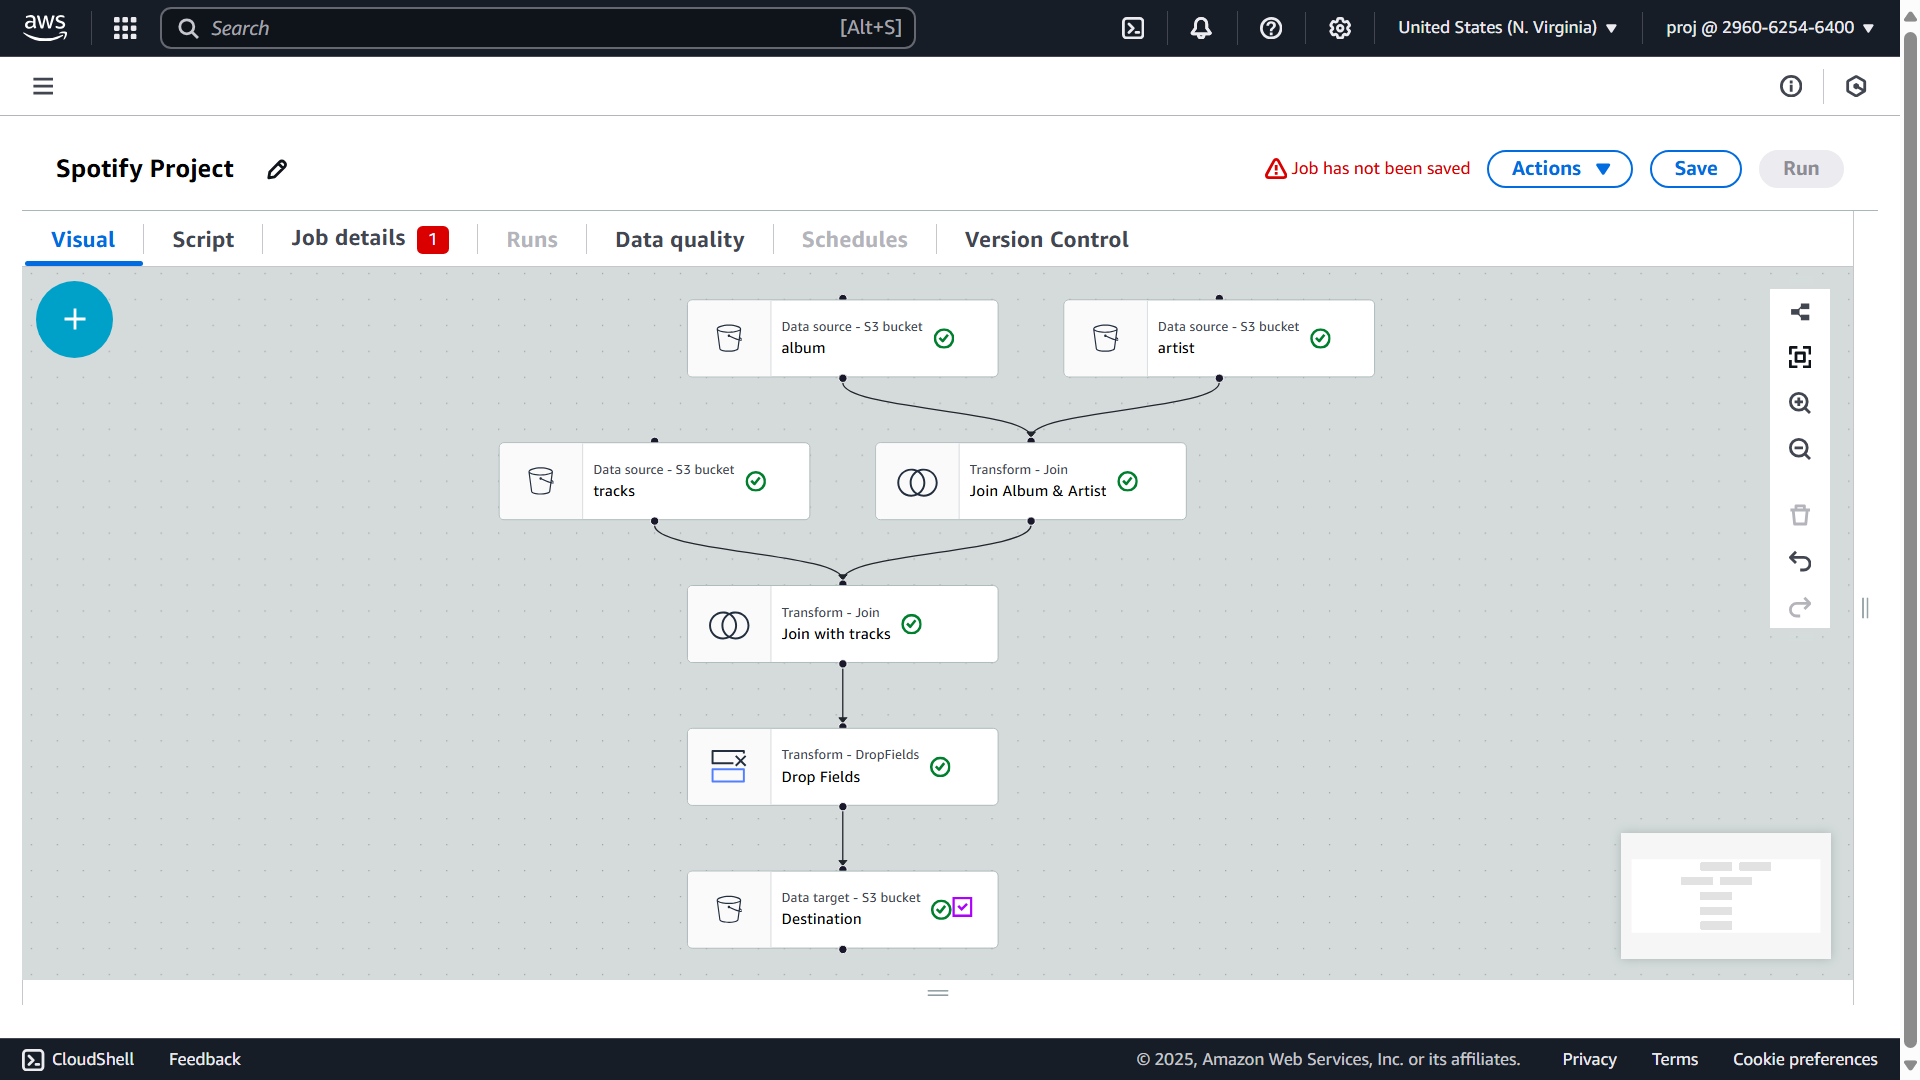 aws
Search
[Alt+S]
United States (N. Virginia)
proj @ 2960-6254-6400
Spotify Project
Job has not been saved
Actions
Save
Run
Visual
Script
Job details
1
Runs
Data quality
Schedules
Version Control
Data source - S3 bucket
album
Data source - S3 bucket
artist
Data source - S3 bucket
tracks
Transform - Join
Join Album & Artist
Transform - Join
Join with tracks
Transform - DropFields
Drop Fields
Data target - S3 bucket
Destination
CloudShell
Feedback
© 2025, Amazon Web Services, Inc. or its affiliates.
Privacy
Terms
Cookie preferences